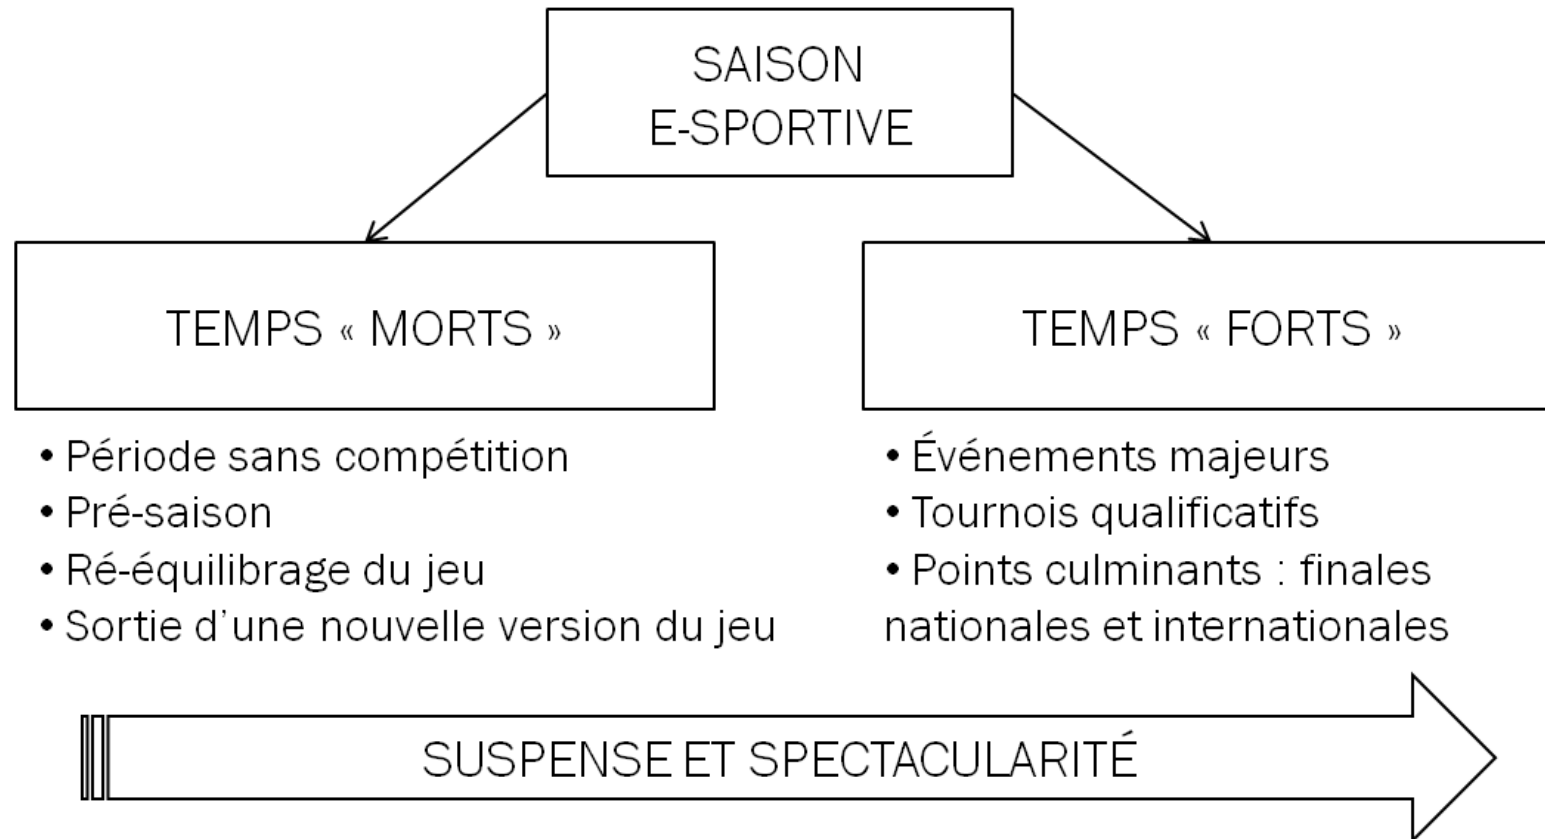 SAISON
E-SPORTIVE
TEMPS « MORTS »
• Période sans compétition
• Pré-saison
• Ré-équilibrage du jeu
• Sortie d’une nouvelle version du jeu
TEMPS « FORTS »
• Événements majeurs
• Tournois qualificatifs
• Points culminants : finales
nationales et internationales
SUSPENSE ET SPECTACULARITÉ